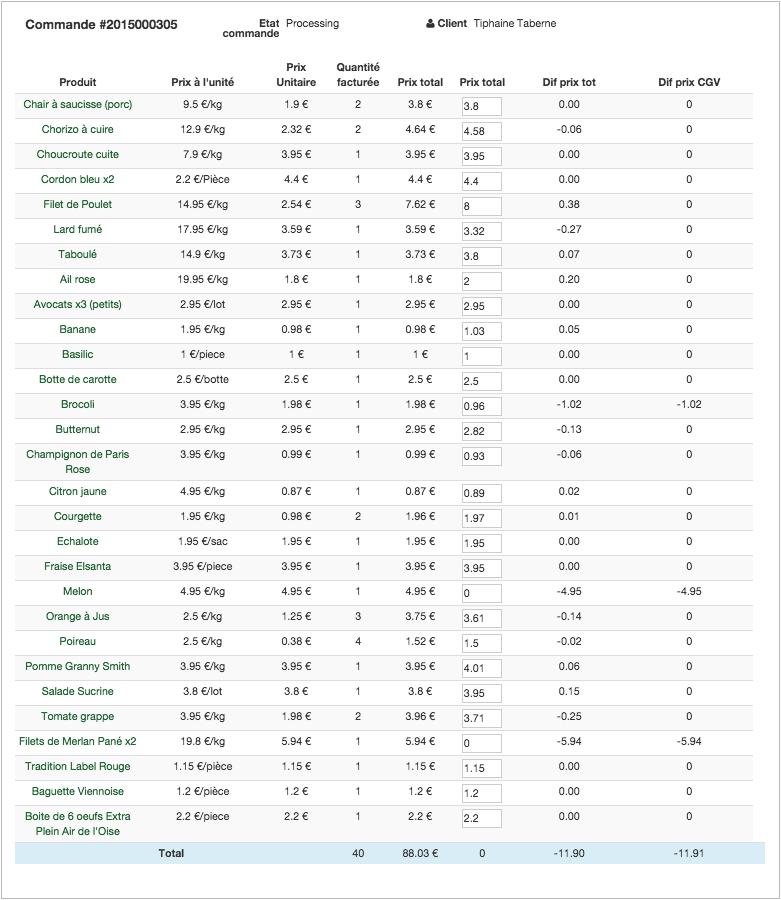 Commande #2015000305 Etat commande Processing Client Tiphaine Taberne
Produit Prix à l'unité Prix Unitaire Quantité facturée Prix total Prix total Dif prix tot Dif prix CGV
Chair à saucisse (porc) 9.5 €/kg 1.9 € 2 3.8 € 3.8 0.00 0
Chorizo à cuire 12.9 €/kg 2.32 € 2 4.64 € 4.58 -0.06 0
Choucroute cuite 7.9 €/kg 3.95 € 1 3.95 € 3.95 0.00 0
Cordon bleu x2 2.2 €/Pièce 4.4 € 1 4.4 € 4.4 0.00 0
Filet de Poulet 14.95 €/kg 2.54 € 3 7.62 € 8 0.38 0
Lard fumé 17.95 €/kg 3.59 € 1 3.59 € 3.32 -0.27 0
Taboulé 14.9 €/kg 3.73 € 1 3.73 € 3.8 0.07 0
Ail rose 19.95 €/kg 1.8 € 1 1.8 € 2 0.20 0
Avocats x3 (petits) 2.95 €/lot 2.95 € 1 2.95 € 2.95 0.00 0
Banane 1.95 €/kg 0.98 € 1 0.98 € 1.03 0.05 0
Basilic 1 €/piece 1 € 1 1 € 1 0.00 0
Botte de carotte 2.5 €/botte 2.5 € 1 2.5 € 2.5 0.00 0
Brocoli 3.95 €/kg 1.98 € 1 1.98 € 0.96 -1.02 -1.02
Butternut 2.95 €/kg 2.95 € 1 2.95 € 2.82 -0.13 0
Champignon de Paris Rose 3.95 €/kg 0.99 € 1 0.99 € 0.93 -0.06 0
Citron jaune 4.95 €/kg 0.87 € 1 0.87 € 0.89 0.02 0
Courgette 1.95 €/kg 0.98 € 2 1.96 € 1.97 0.01 0
Echalote 1.95 €/sac 1.95 € 1 1.95 € 1.95 0.00 0
Fraise Elsanta 3.95 €/piece 3.95 € 1 3.95 € 3.95 0.00 0
Melon 4.95 €/kg 4.95 € 1 4.95 € 0 -4.95 -4.95
Orange à Jus 2.5 €/kg 1.25 € 3 3.75 € 3.61 -0.14 0
Poireau 2.5 €/kg 0.38 € 4 1.52 € 1.5 -0.02 0
Pomme Granny Smith 3.95 €/kg 3.95 € 1 3.95 € 4.01 0.06 0
Salade Sucrine 3.8 €/lot 3.8 € 1 3.8 € 3.95 0.15 0
Tomate grappe 3.95 €/kg 1.98 € 2 3.96 € 3.71 -0.25 0
Filets de Merlan Pané x2 19.8 €/kg 5.94 € 1 5.94 € 0 -5.94 -5.94
Tradition Label Rouge 1.15 €/pièce 1.15 € 1 1.15 € 1.15 0.00 0
Baguette Viennoise 1.2 €/pièce 1.2 € 1 1.2 € 1.2 0.00 0
Boite de 6 oeufs Extra Plein Air de l'Oise 2.2 €/piece 2.2 € 1 2.2 € 2.2 0.00 0
Total 40 88.03 € 0 -11.90 -11.91